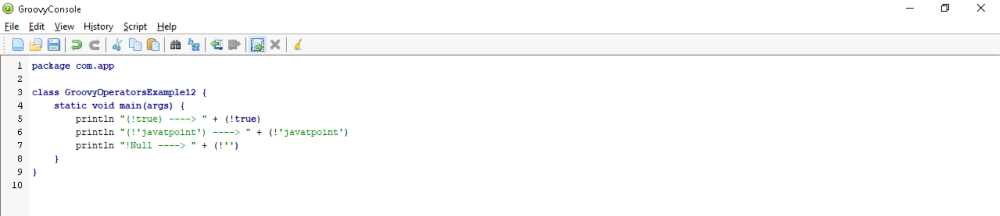 GroovyConsole
File Edit View History Script Help
1 package com.app
2
3 class GroovyOperatorsExample12 {
4     static void main(args) {
5         println "(!true) ----> " + (!true)
6         println "(!'javatpoint') ----> " + (!'javatpoint')
7         println "!Null ----> " + (!'')
8     }
9 }
10